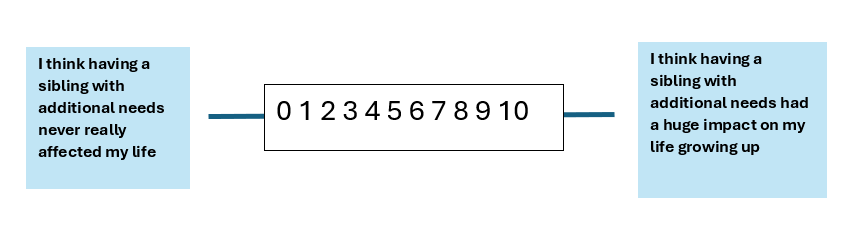 I think having a
sibling with
additional needs
never really
affected my life
0 1 2 3 4 5 6 7 8 9 10
I think having a
sibling with
additional needs had
a huge impact on my
life growing up